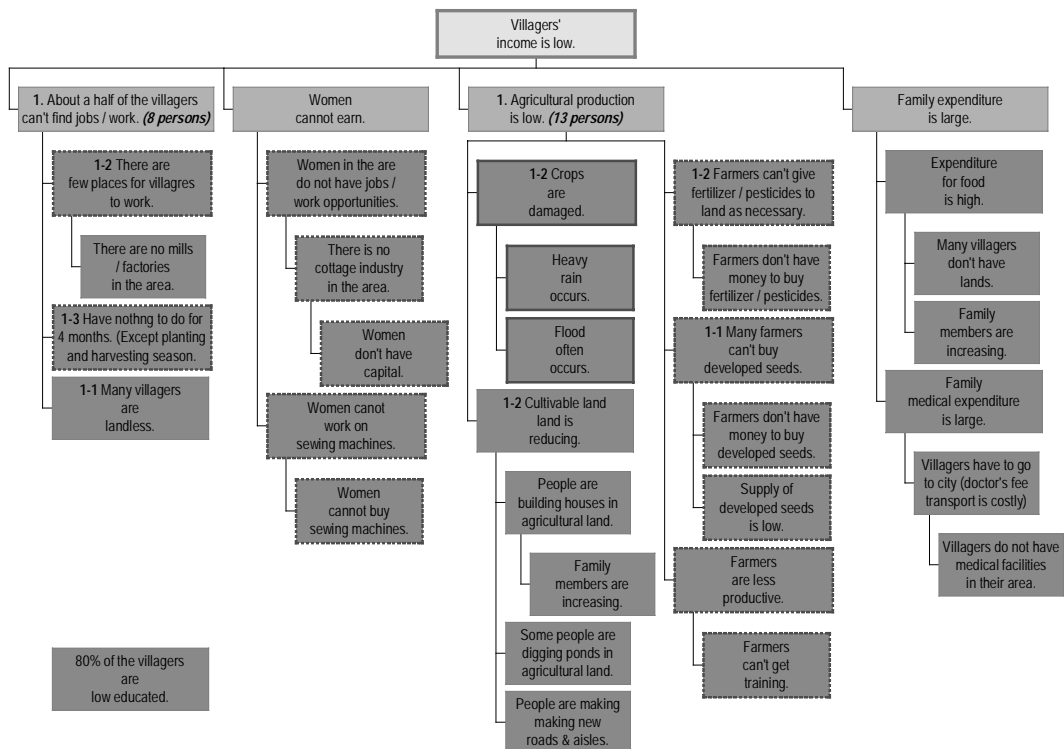 Villagers'
income is low.
1. About a half of the villagers
can't find jobs / work. (8 persons)
1-2 There are
few places for villagres
to work.
There are no mills
/ factories
in the area.
1-3 Have nothng to do for
4 months. (Except planting
and harvesting season.
1-1 Many villagers
are
landless.
80% of the villagers
are
low educated.
Women
cannot earn.
Women in the are
do not have jobs /
work opportunities.
There is no
cottage industry
in the area.
Women
don't have
capital.
Women canot
work on
sewing machines.
Women
cannot buy
sewing machines.
1. Agricultural production
is low. (13 persons)
1-2 Crops
are
damaged.
Heavy
rain
occurs.
Flood
often
occurs.
1-2 Cultivable land
land is
reducing.
People are
building houses in
agricultural land.
Family
members are
increasing.
Some people are
digging ponds in
agricultural land.
People are making
making new
roads & aisles.
1-2 Farmers can't give
fertilizer / pesticides to
land as necessary.
Farmers don't have
money to buy
fertilizer / pesticides.
1-1 Many farmers
can't buy
developed seeds.
Farmers don't have
money to buy
developed seeds.
Supply of
developed seeds
is low.
Farmers
are less
productive.
Farmers
can't get
training.
Family expenditure
is large.
Expenditure
for food
is high.
Many villagers
don't have
lands.
Family
members are
increasing.
Family
medical expenditure
is large.
Villagers have to go
to city (doctor's fee
transport is costly)
Villagers do not have
medical facilities
in their area.